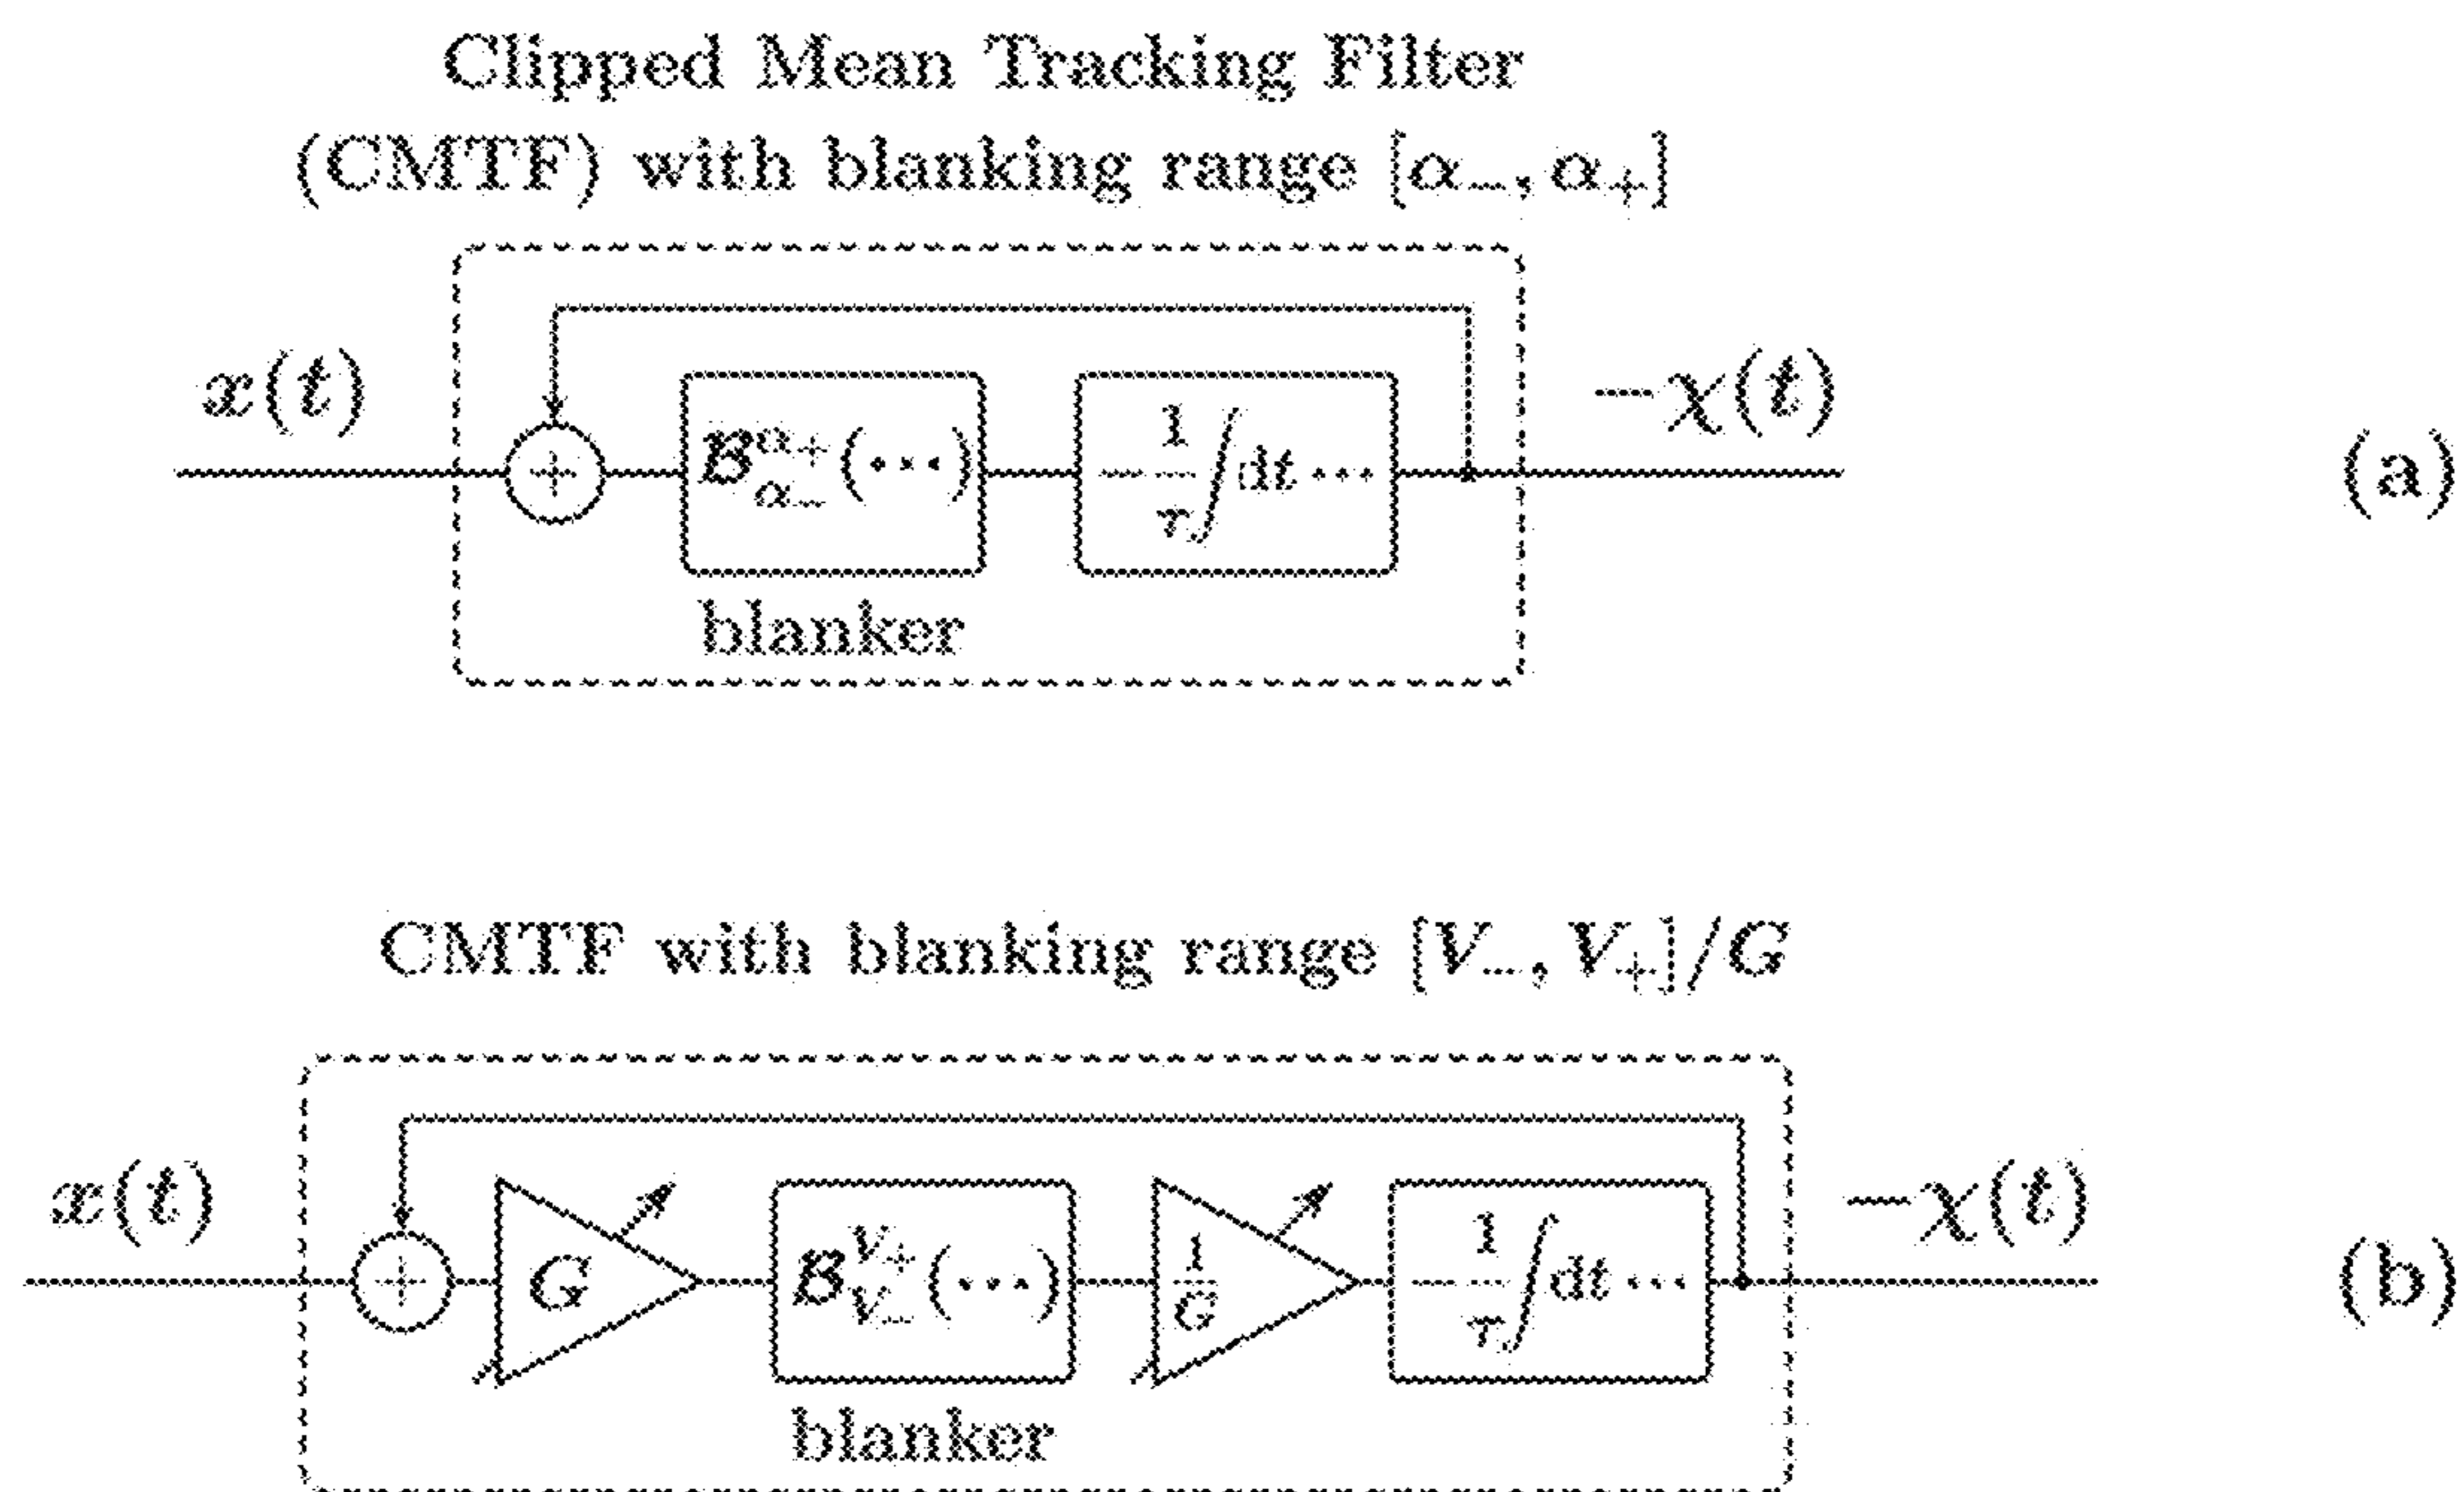 Clipped Mean Tracking Filter
(CMTF) with blanking range [α₋, α₊]
x(t)
−χ(t)
𝓑^{α₊}_{α₋}(···)
−1/τ ∫dt ···
(a)
blanker
CMTF with blanking range [V₋, V₊]/G
x(t)
−χ(t)
G
𝓑^{V₊}_{V₋}(···)
1/G
−1/τ ∫dt ···
(b)
blanker